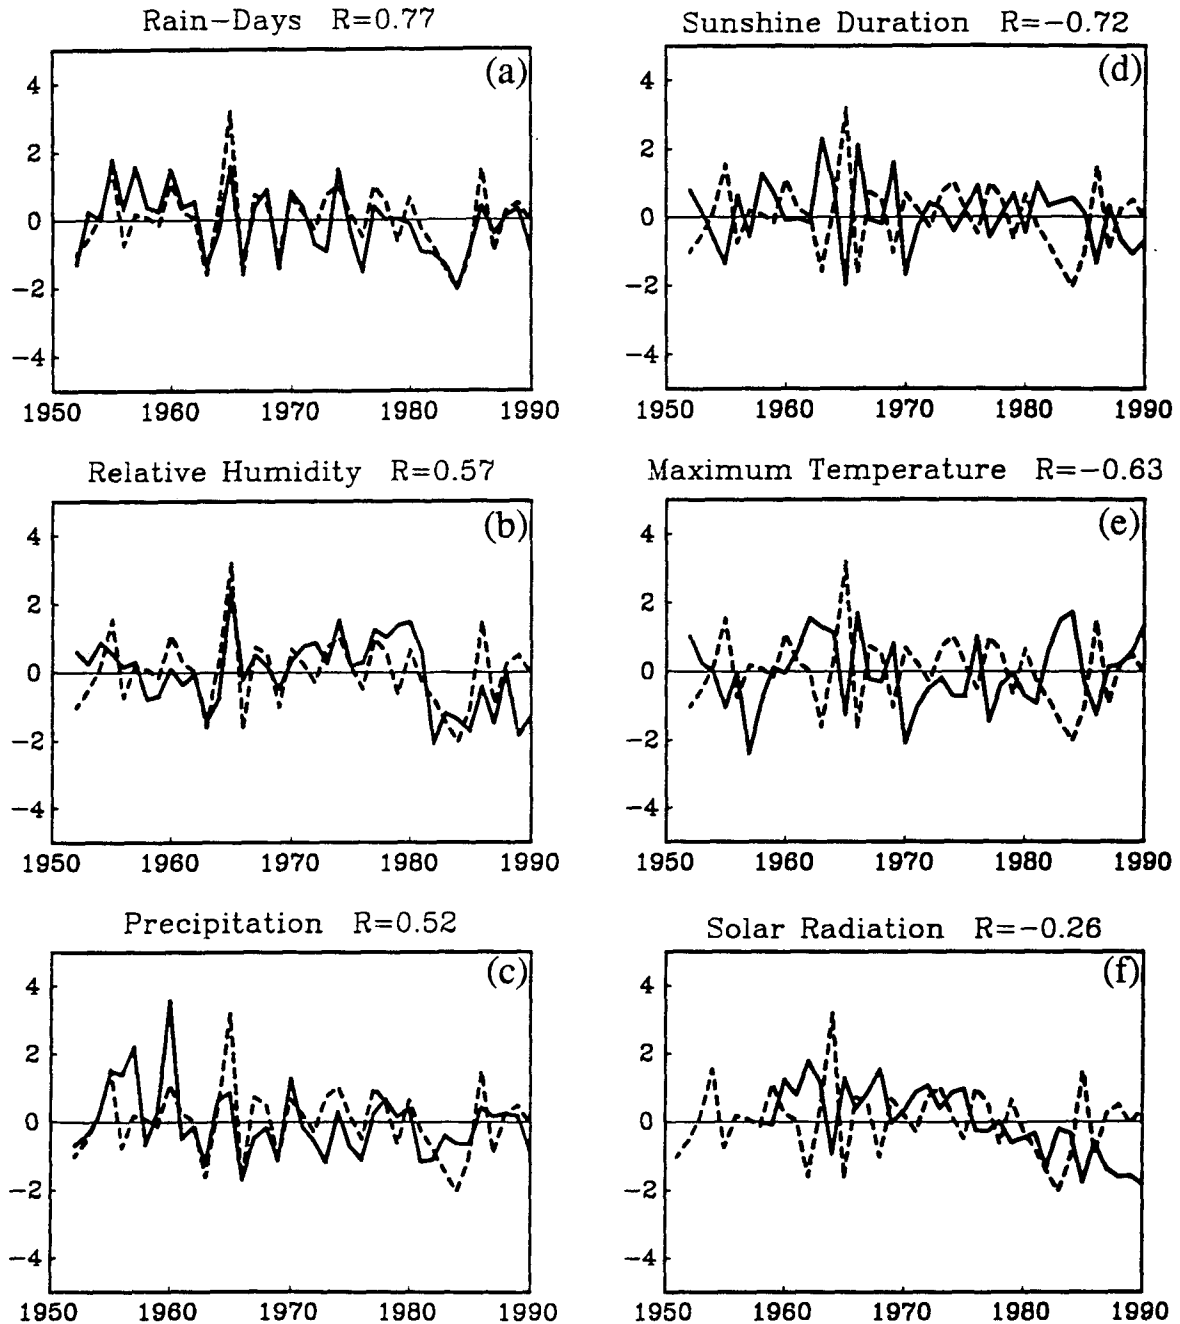 Rain-Days R=0.77
(a)
4
2
0
-2
-4
1950 1960 1970 1980 1990
Relative Humidity R=0.57
(b)
4
2
0
-2
-4
1950 1960 1970 1980 1990
Precipitation R=0.52
(c)
4
2
0
-2
-4
1950 1960 1970 1980 1990
Sunshine Duration R=-0.72
(d)
4
2
0
-2
-4
1950 1960 1970 1980 1990
Maximum Temperature R=-0.63
(e)
4
2
0
-2
-4
1950 1960 1970 1980 1990
Solar Radiation R=-0.26
(f)
4
2
0
-2
-4
1950 1960 1970 1980 1990